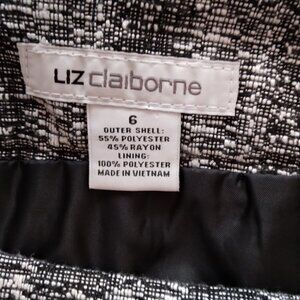 LIZ claiborne
6
OUTER SHELL:
55% POLYESTER
45% RAYON
LINING:
100% POLYESTER
MADE IN VIETNAM